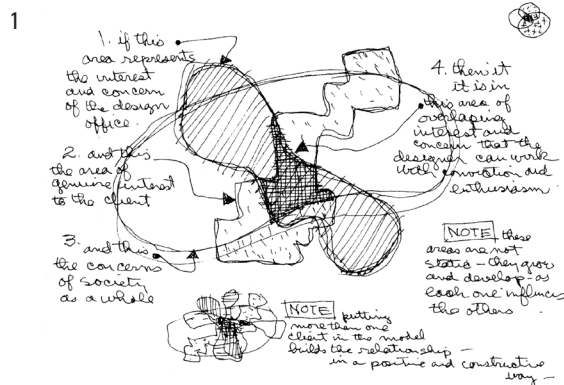 1
1. if this
area represents
the interest
and concern
of the design
office.
2. and this
the area of
genuine interest
to the client
3. and this
the concerns
of society
as a whole
4. then it
it is in
this area of
overlaping
interest and
concern that the
designer can work
with conviction and
enthusiasm
NOTE these
areas are not
static - they grow
and develop - as
each one influences
the others
NOTE putting
more than one
client in the model
builds the relationship -
in a positive and constructive
way -